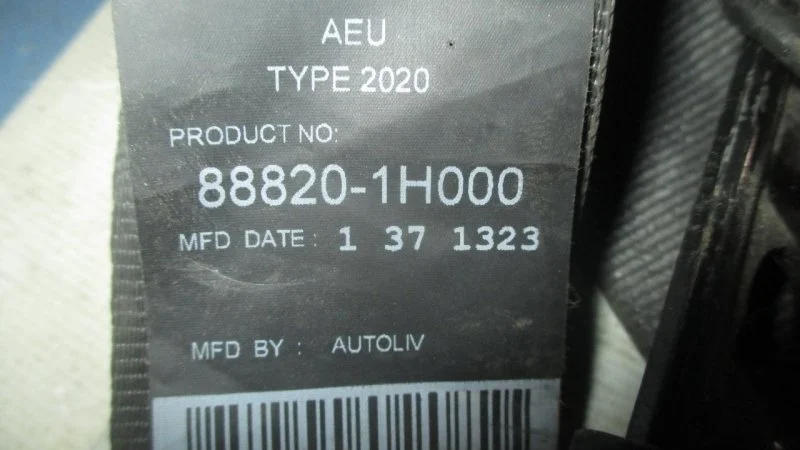 AEU
TYPE 2020
PRODUCT NO:
88820-1H000
MFD DATE : 1 37 1323
MFD BY : AUTOLIV